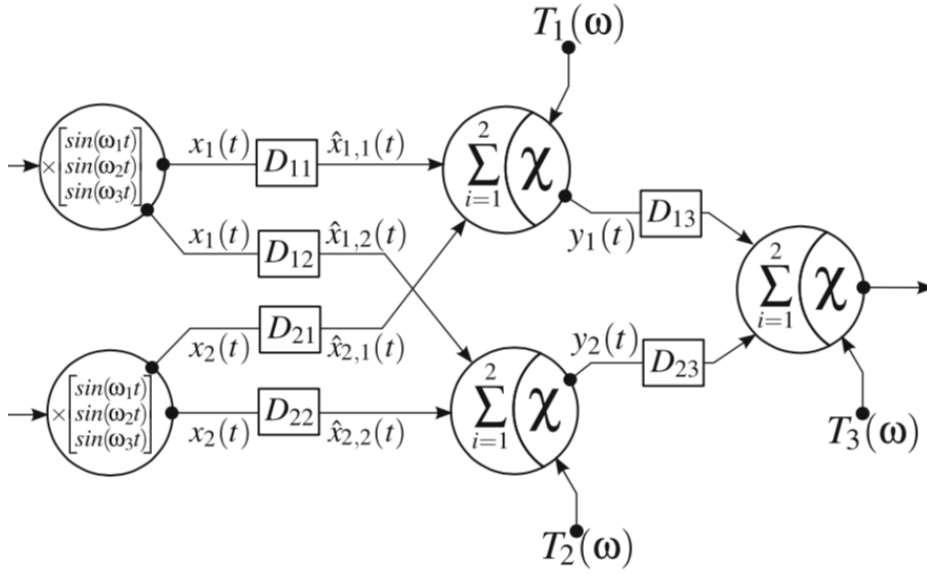 T₁(ω)
× [sin(ω₁t) sin(ω₂t) sin(ω₃t)]
x₁(t) D₁₁ x̂₁,₁(t)
2 ∑ i=1 χ
x₁(t) D₁₂ x̂₁,₂(t)
y₁(t) D₁₃
2 ∑ i=1 χ
x₂(t) D₂₁ x̂₂,₁(t)
y₂(t) D₂₃
× [sin(ω₁t) sin(ω₂t) sin(ω₃t)]
x₂(t) D₂₂ x̂₂,₂(t)
2 ∑ i=1 χ
T₃(ω)
T₂(ω)